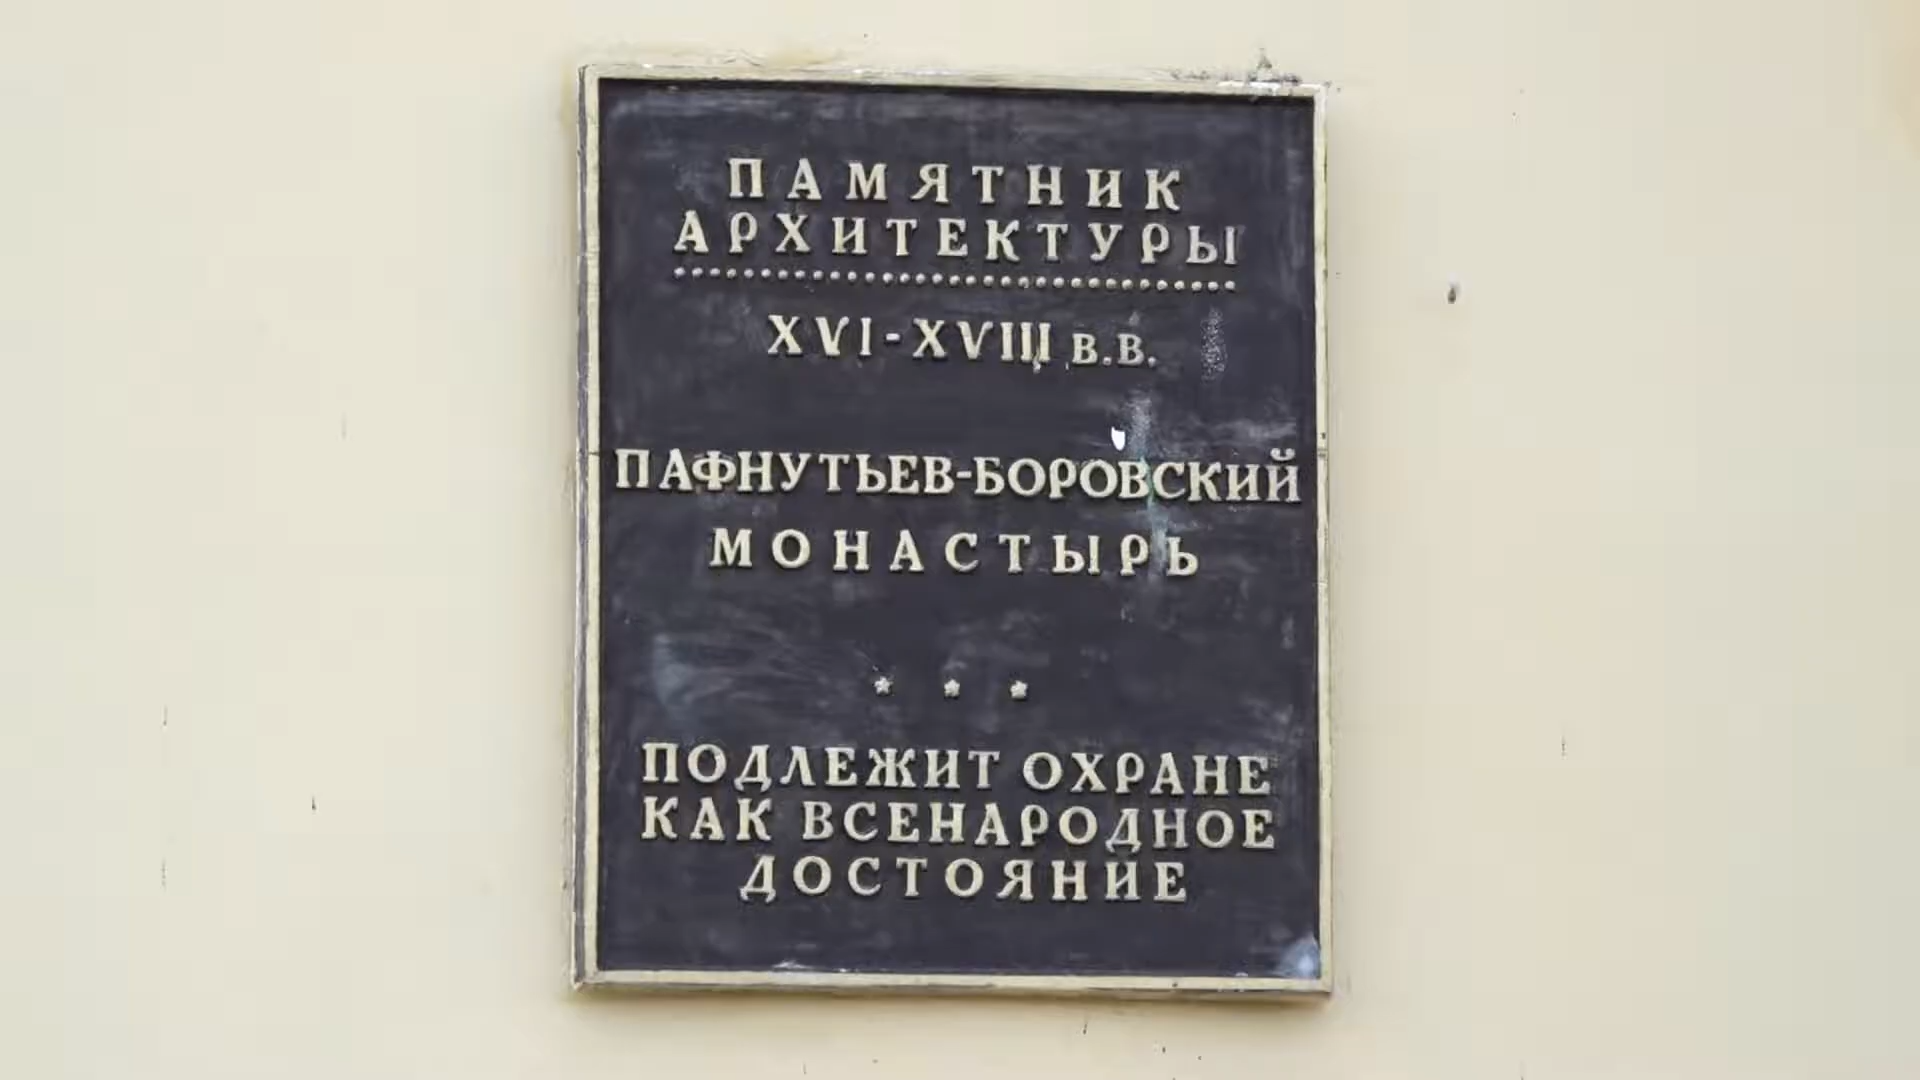 ПАМЯТНИК
АРХИТЕКТУРЫ
XVI-XVIII в.в.
ПАФНУТЬЕВ-БОРОВСКИЙ
МОНАСТЫРЬ
* * *
ПОДЛЕЖИТ ОХРАНЕ
КАК ВСЕНАРОДНОЕ
ДОСТОЯНИЕ